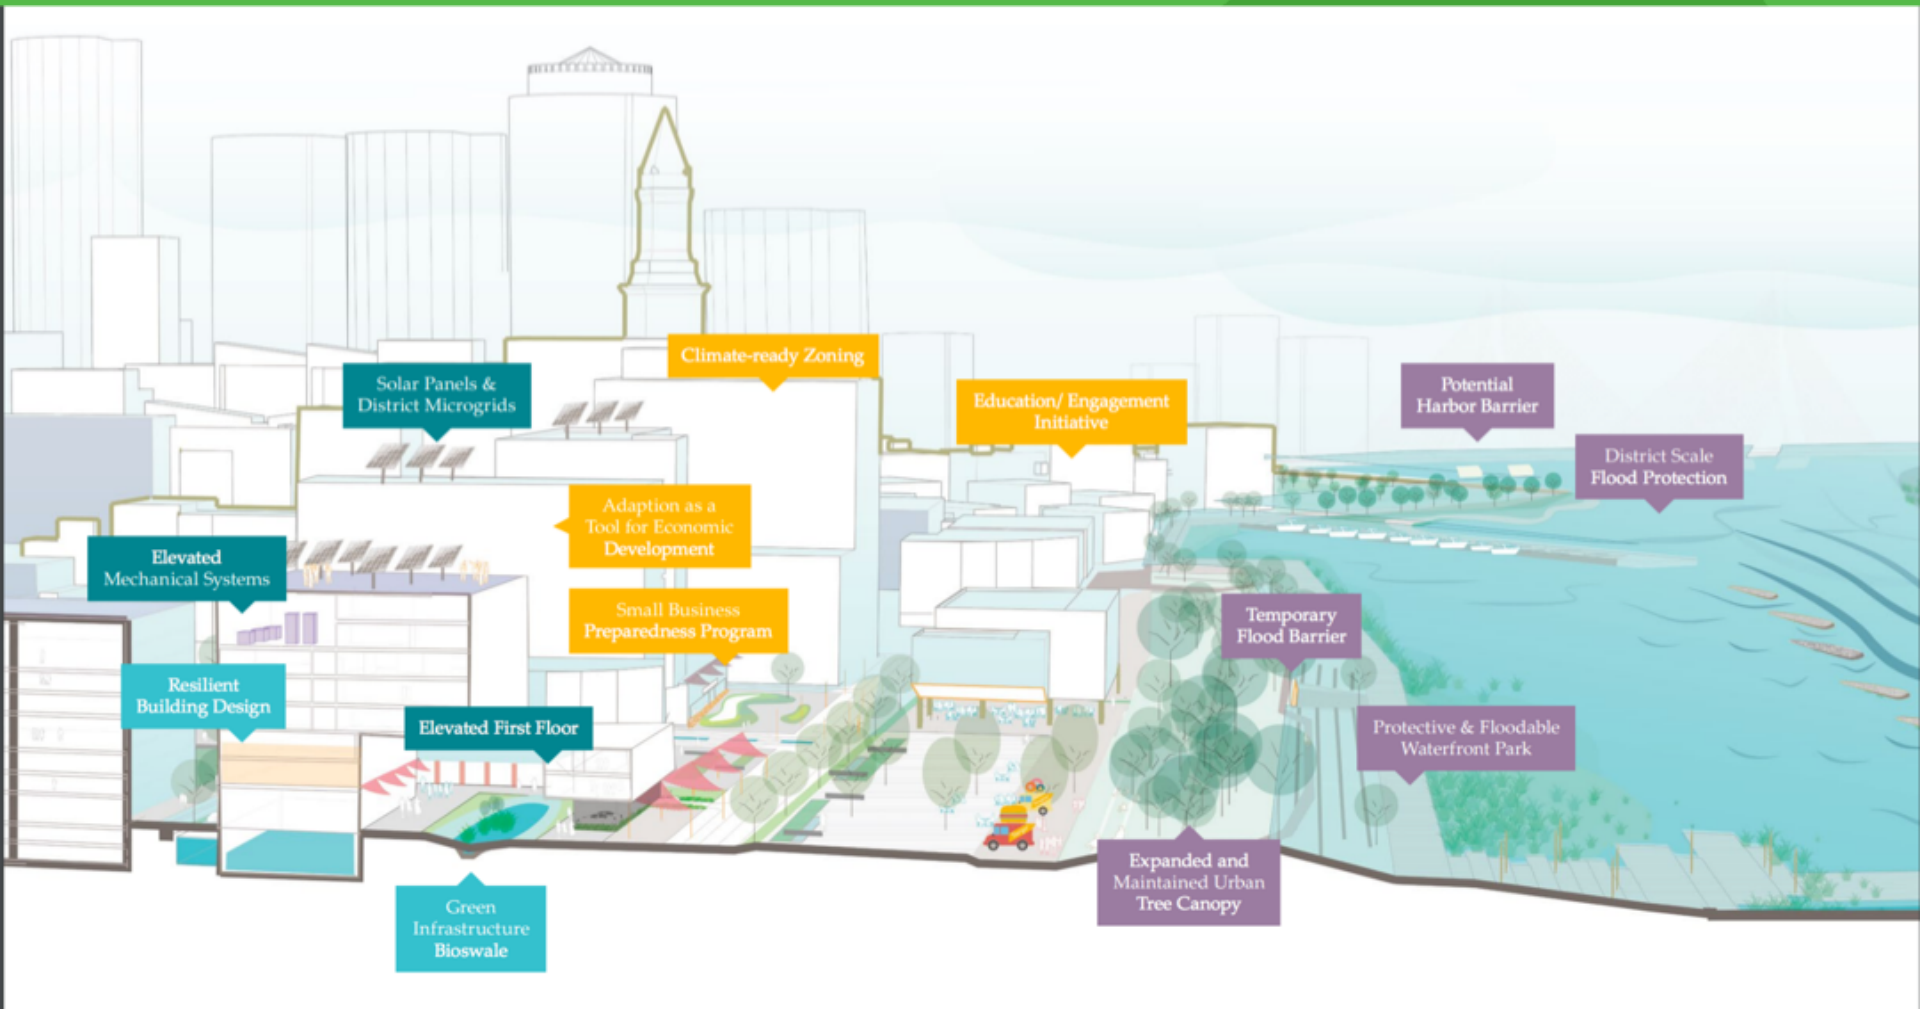 Climate-ready Zoning
Solar Panels &
District Microgrids
Education/ Engagement
Initiative
Potential
Harbor Barrier
District Scale
Flood Protection
Adaption as a
Tool for Economic
Development
Elevated
Mechanical Systems
Small Business
Preparedness Program
Temporary
Flood Barrier
Resilient
Building Design
Elevated First Floor
Protective & Floodable
Waterfront Park
Expanded and
Maintained Urban
Tree Canopy
Green
Infrastructure
Bioswale